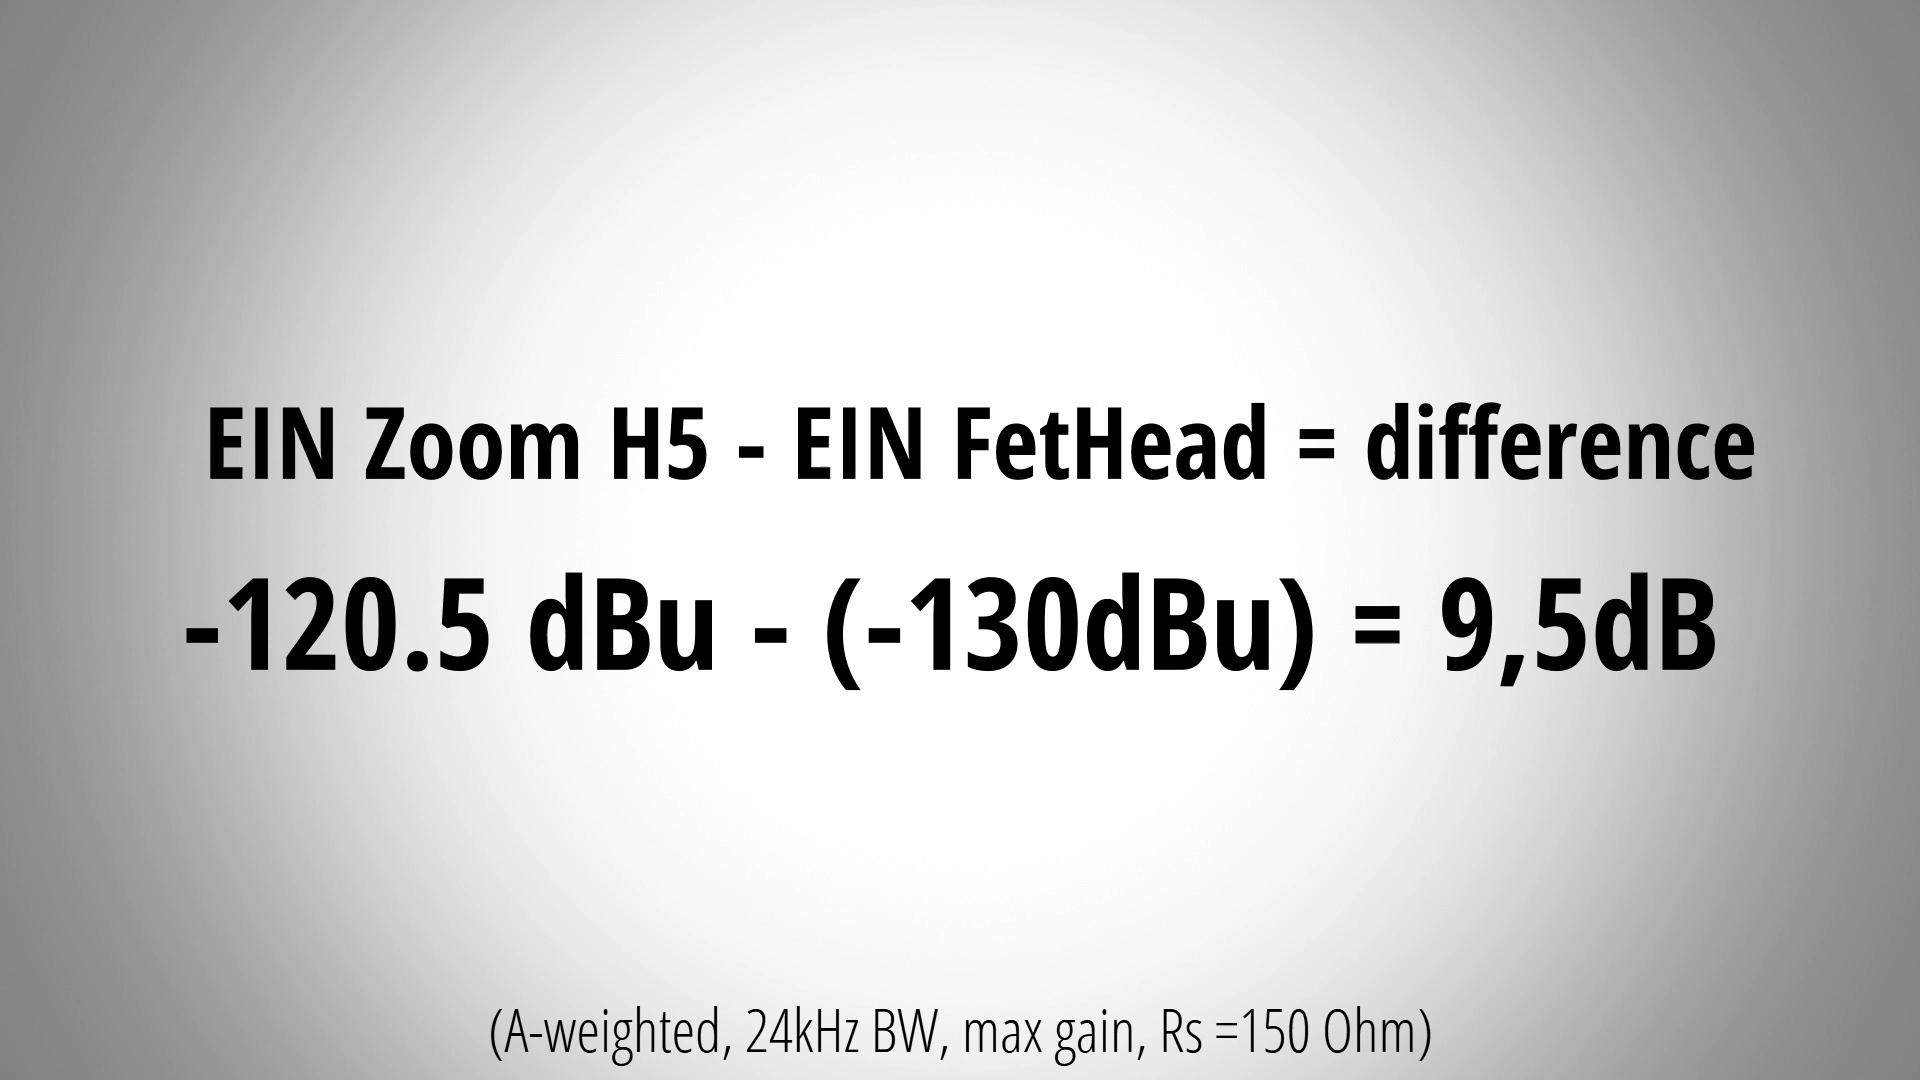 EIN Zoom H5 - EIN FetHead = difference
-120.5 dBu - (-130dBu) = 9,5dB
(A-weighted, 24kHz BW, max gain, Rs =150 Ohm)